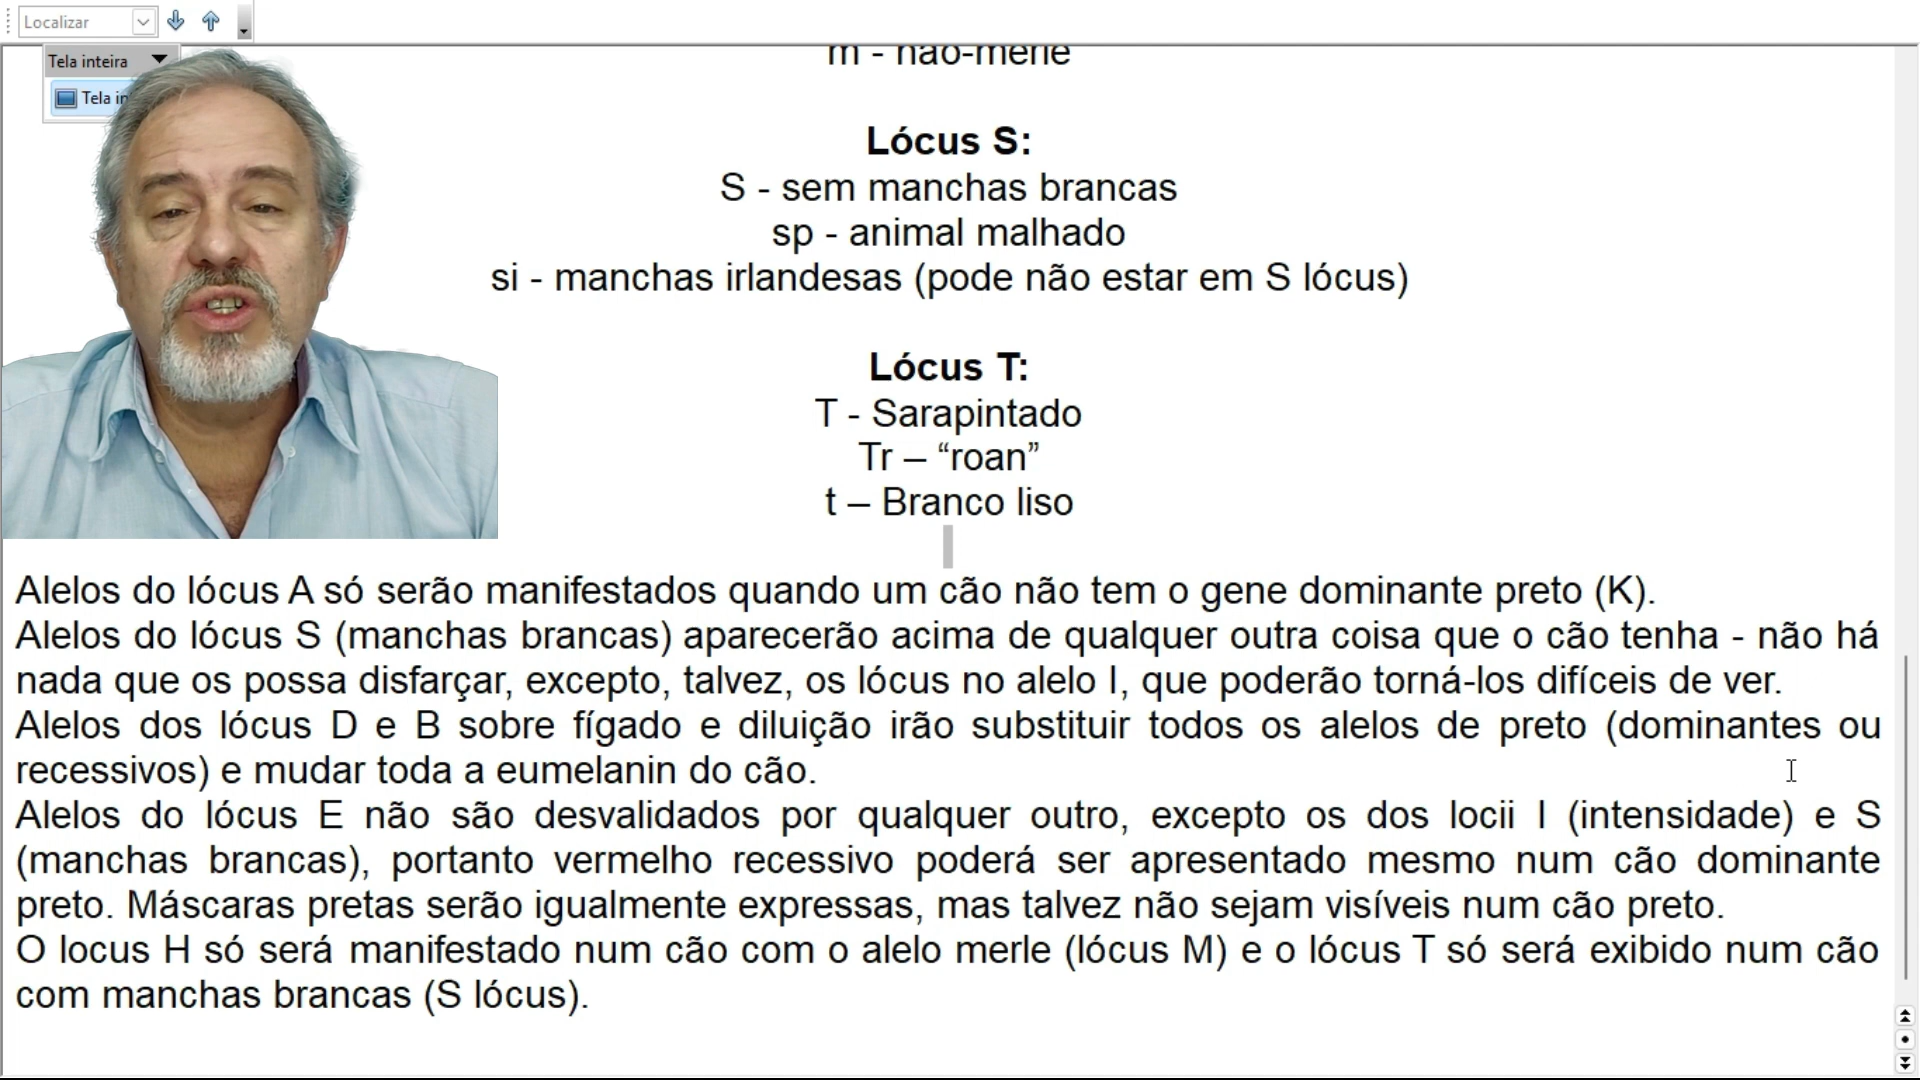 Localizar
Tela inteira
Tela in
m - não-merle
Lócus S:
S - sem manchas brancas
sp - animal malhado
si - manchas irlandesas (pode não estar em S lócus)
Lócus T:
T - Sarapintado
Tr – “roan”
t – Branco liso
Alelos do lócus A só serão manifestados quando um cão não tem o gene dominante preto (K).
Alelos do lócus S (manchas brancas) aparecerão acima de qualquer outra coisa que o cão tenha - não há
nada que os possa disfarçar, excepto, talvez, os lócus no alelo I, que poderão torná-los difíceis de ver.
Alelos dos lócus D e B sobre fígado e diluição irão substituir todos os alelos de preto (dominantes ou
recessivos) e mudar toda a eumelanin do cão.
Alelos do lócus E não são desvalidados por qualquer outro, excepto os dos locii I (intensidade) e S
(manchas brancas), portanto vermelho recessivo poderá ser apresentado mesmo num cão dominante
preto. Máscaras pretas serão igualmente expressas, mas talvez não sejam visíveis num cão preto.
O locus H só será manifestado num cão com o alelo merle (lócus M) e o lócus T só será exibido num cão
com manchas brancas (S lócus).